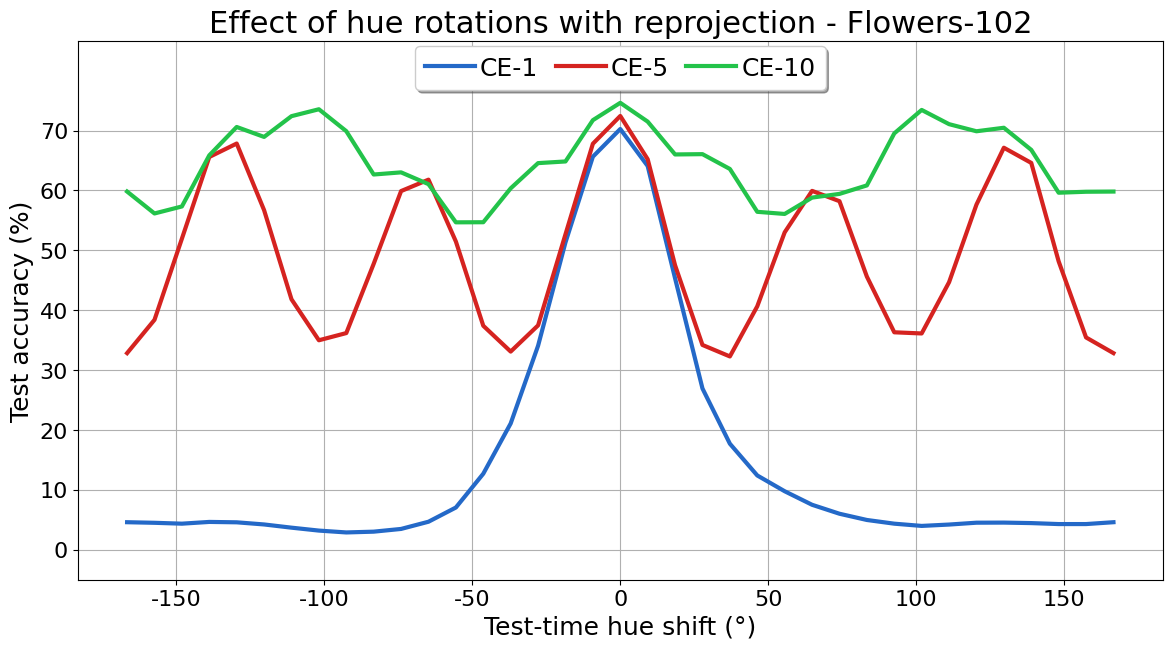 Effect of hue rotations with reprojection - Flowers-102
CE-1 CE-5 CE-10
Test accuracy (%)
70
60
50
40
30
20
10
0
-150 -100 -50 0 50 100 150
Test-time hue shift (°)